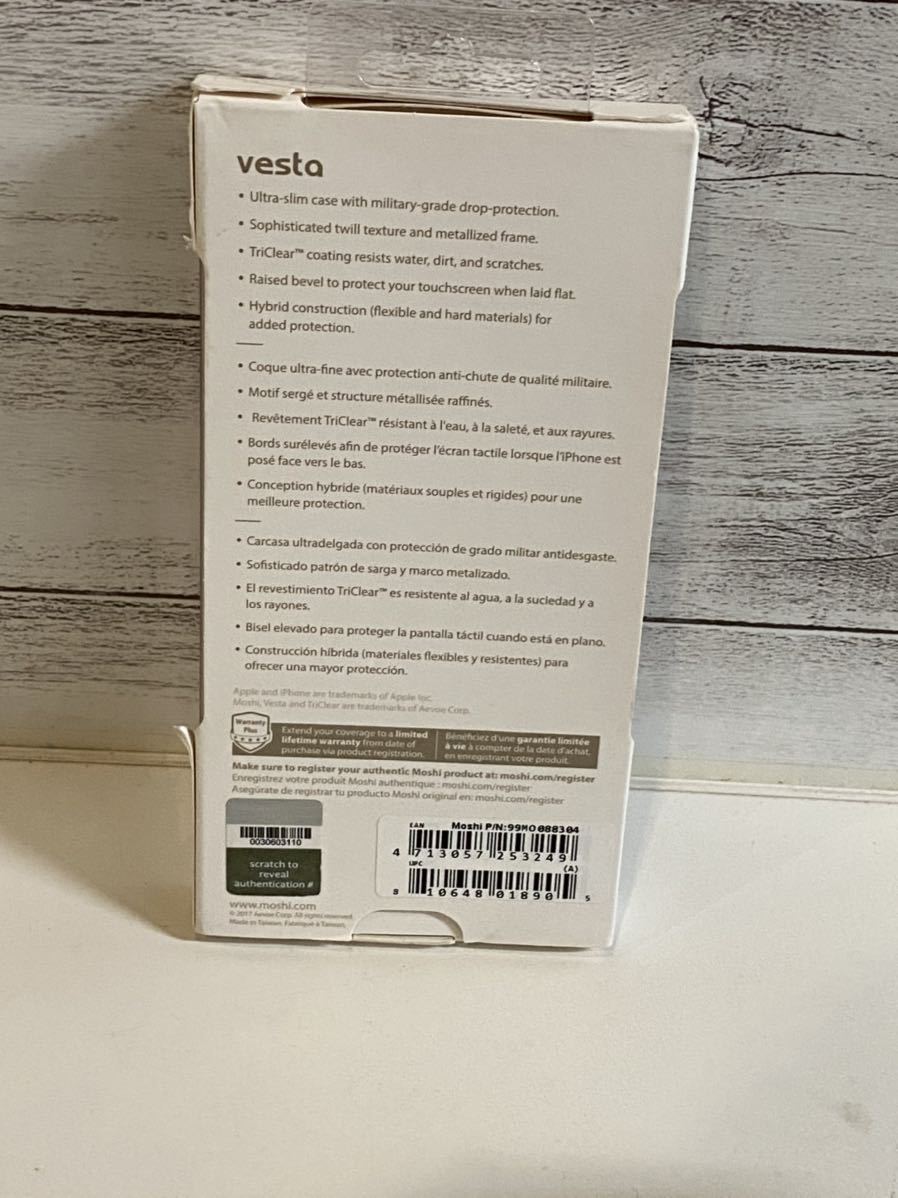 vesta
• Ultra-slim case with military-grade drop-protection.
• Sophisticated twill texture and metallized frame.
• TriClear™ coating resists water, dirt, and scratches.
• Raised bevel to protect your touchscreen when laid flat.
• Hybrid construction (flexible and hard materials) for
added protection.
• Coque ultra-fine avec protection anti-chute de qualité militaire.
• Motif sergé et structure métallisée raffinés.
• Revêtement TriClear™ résistant à l'eau, à la saleté, et aux rayures.
• Bords surélevés afin de protéger l'écran tactile lorsque l'iPhone est
posé face vers le bas.
• Conception hybride (matériaux souples et rigides) pour une
meilleure protection.
• Carcasa ultradelgada con protección de grado militar antidesgaste.
• Sofisticado patrón de sarga y marco metalizado.
• El revestimiento TriClear™ es resistente al agua, a la suciedad y a
los rayones.
• Bisel elevado para proteger la pantalla táctil cuando está en plano.
• Construcción híbrida (materiales flexibles y resistentes) para
ofrecer una mayor protección.
Apple and iPhone are trademarks of Apple Inc.
Moshi, Vesta and TriClear are trademarks of Aevoe Corp.
Warranty
Plus
Extend your coverage to a limited
lifetime warranty from date of
purchase via product registration.
Bénéficiez d'une garantie limitée
à vie à compter de la date d'achat,
en enregistrant votre produit.
Make sure to register your authentic Moshi product at: moshi.com/register
Enregistrez votre produit Moshi authentique : moshi.com/register
Asegúrate de registrar tu producto Moshi original en: moshi.com/register
0030603110
scratch to
reveal
authentication #
EAN Moshi P/N:99MO088304
4 713057 253249
(A)
UPC
8 10648 01890 5
www.moshi.com
© 2017 Aevoe Corp. All rights reserved.
Made in Taiwan. Fabriqué à Taiwan.